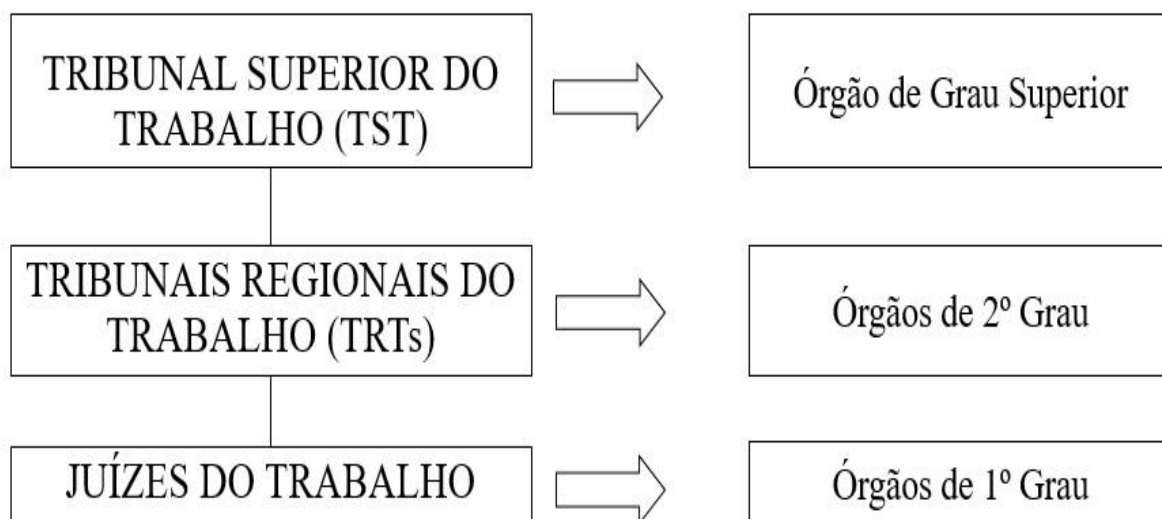 TRIBUNAL SUPERIOR DO
TRABALHO (TST)
Órgão de Grau Superior
TRIBUNAIS REGIONAIS DO
TRABALHO (TRTs)
Órgãos de 2º Grau
JUÍZES DO TRABALHO
Órgãos de 1º Grau